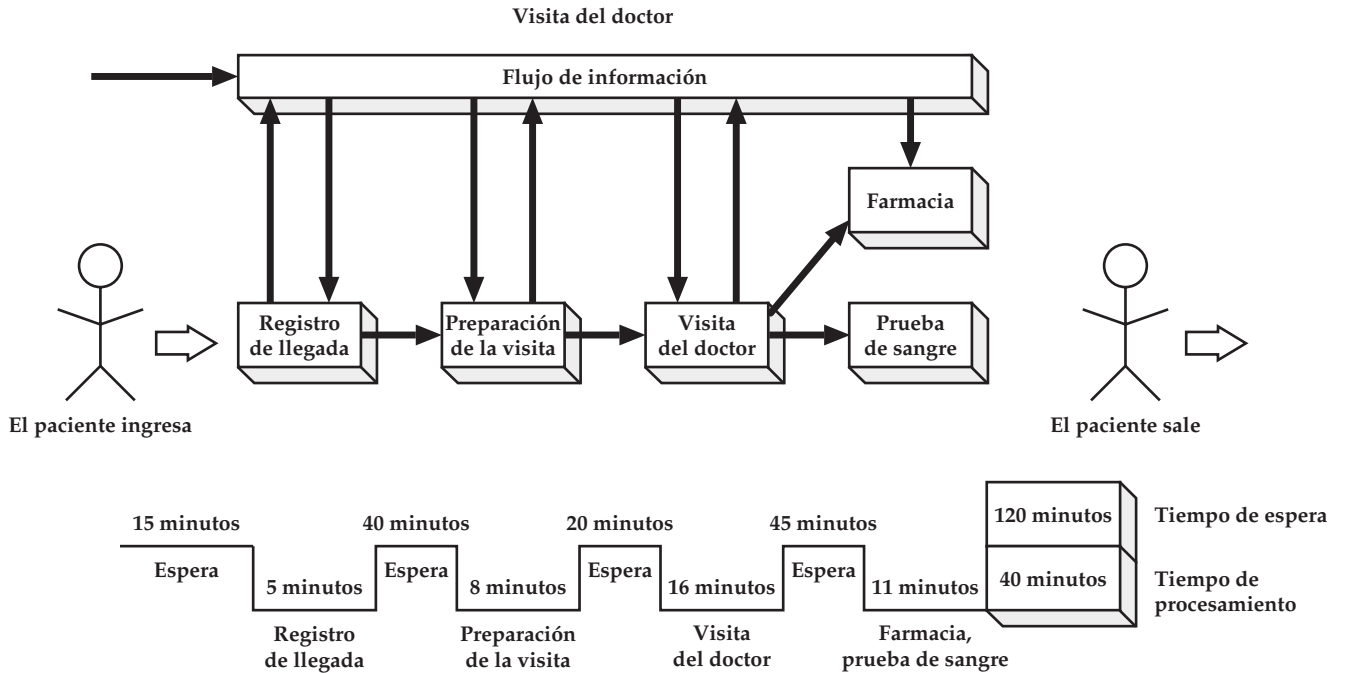 Visita del doctor
Flujo de información
Farmacia
Registro
de llegada
Preparación
de la visita
Visita
del doctor
Prueba
de sangre
El paciente ingresa
El paciente sale
15 minutos
40 minutos
20 minutos
45 minutos
120 minutos
Tiempo de espera
Espera
5 minutos
Espera
8 minutos
Espera
16 minutos
Espera
11 minutos
40 minutos
Tiempo de
procesamiento
Registro
de llegada
Preparación
de la visita
Visita
del doctor
Farmacia,
prueba de sangre